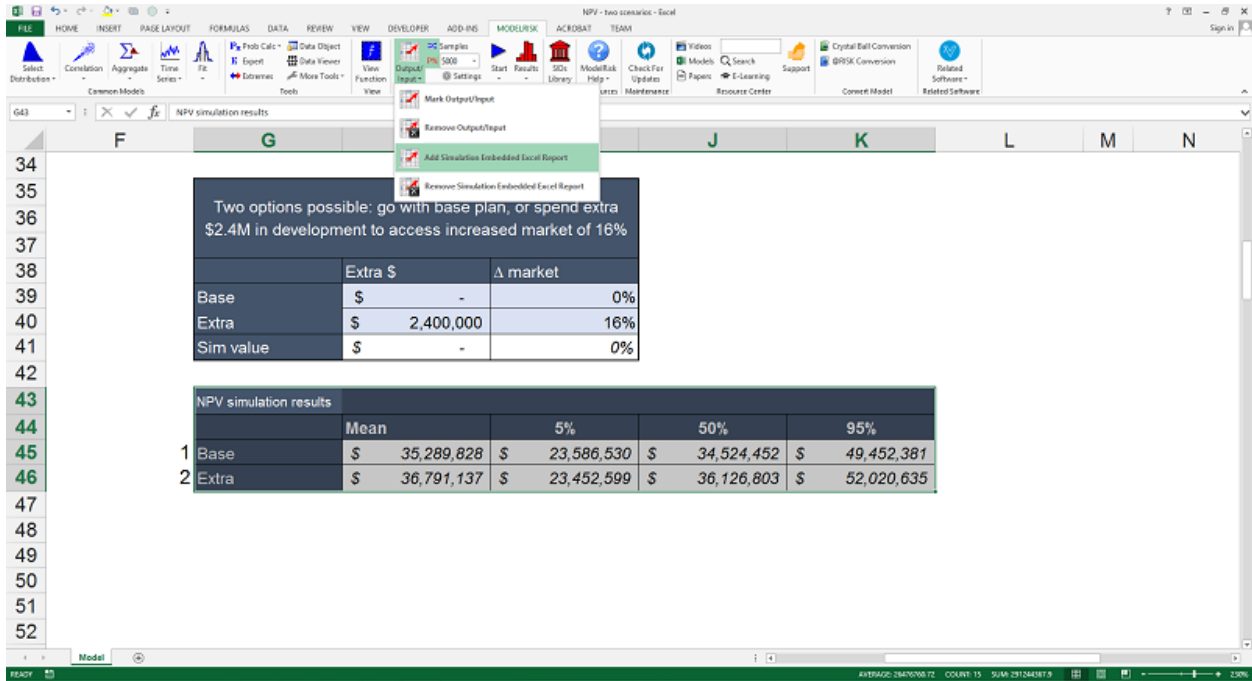 NPV - two scenarios - Excel
Sign in
FILE HOME INSERT PAGE LAYOUT FORMULAS DATA REVIEW VIEW DEVELOPER ADD-INS MODELRISK ACROBAT TEAM
Select Distribution
Correlation
Aggregate
Time Series
Fit
Common Models
Prob Calc
Expert
Extremes
Data Object
Data Viewer
More Tools
Tools
View Function
View
Output/ Input
Samples
5000
Settings
Start
Results
SIDs Library
ModelRisk Help
Check For Updates
Maintenance
Videos
Models
Papers
Search
E-Learning
Support
Resource Center
Crystal Ball Conversion
@RISK Conversion
Convert Model
Related Software
Related Software
Mark Output/Input
Remove Output/Input
Add Simulation Embedded Excel Report
Remove Simulation Embedded Excel Report
G43 fx NPV simulation results
F G J K L M N
34
35
36
37
38
39
40
41
42
43
44
45
46
47
48
49
50
51
52
Two options possible: go with base plan, or spend extra
$2.4M in development to access increased market of 16%
Extra $ Δ market
Base $ - 0%
Extra $ 2,400,000 16%
Sim value $ - 0%
NPV simulation results
Mean 5% 50% 95%
1 Base $ 35,289,828 $ 23,586,530 $ 34,524,452 $ 49,452,381
2 Extra $ 36,791,137 $ 23,452,599 $ 36,126,803 $ 52,020,635
Model
READY
AVERAGE: 28476760.72 COUNT: 15 SUM: 291244387.9 230%